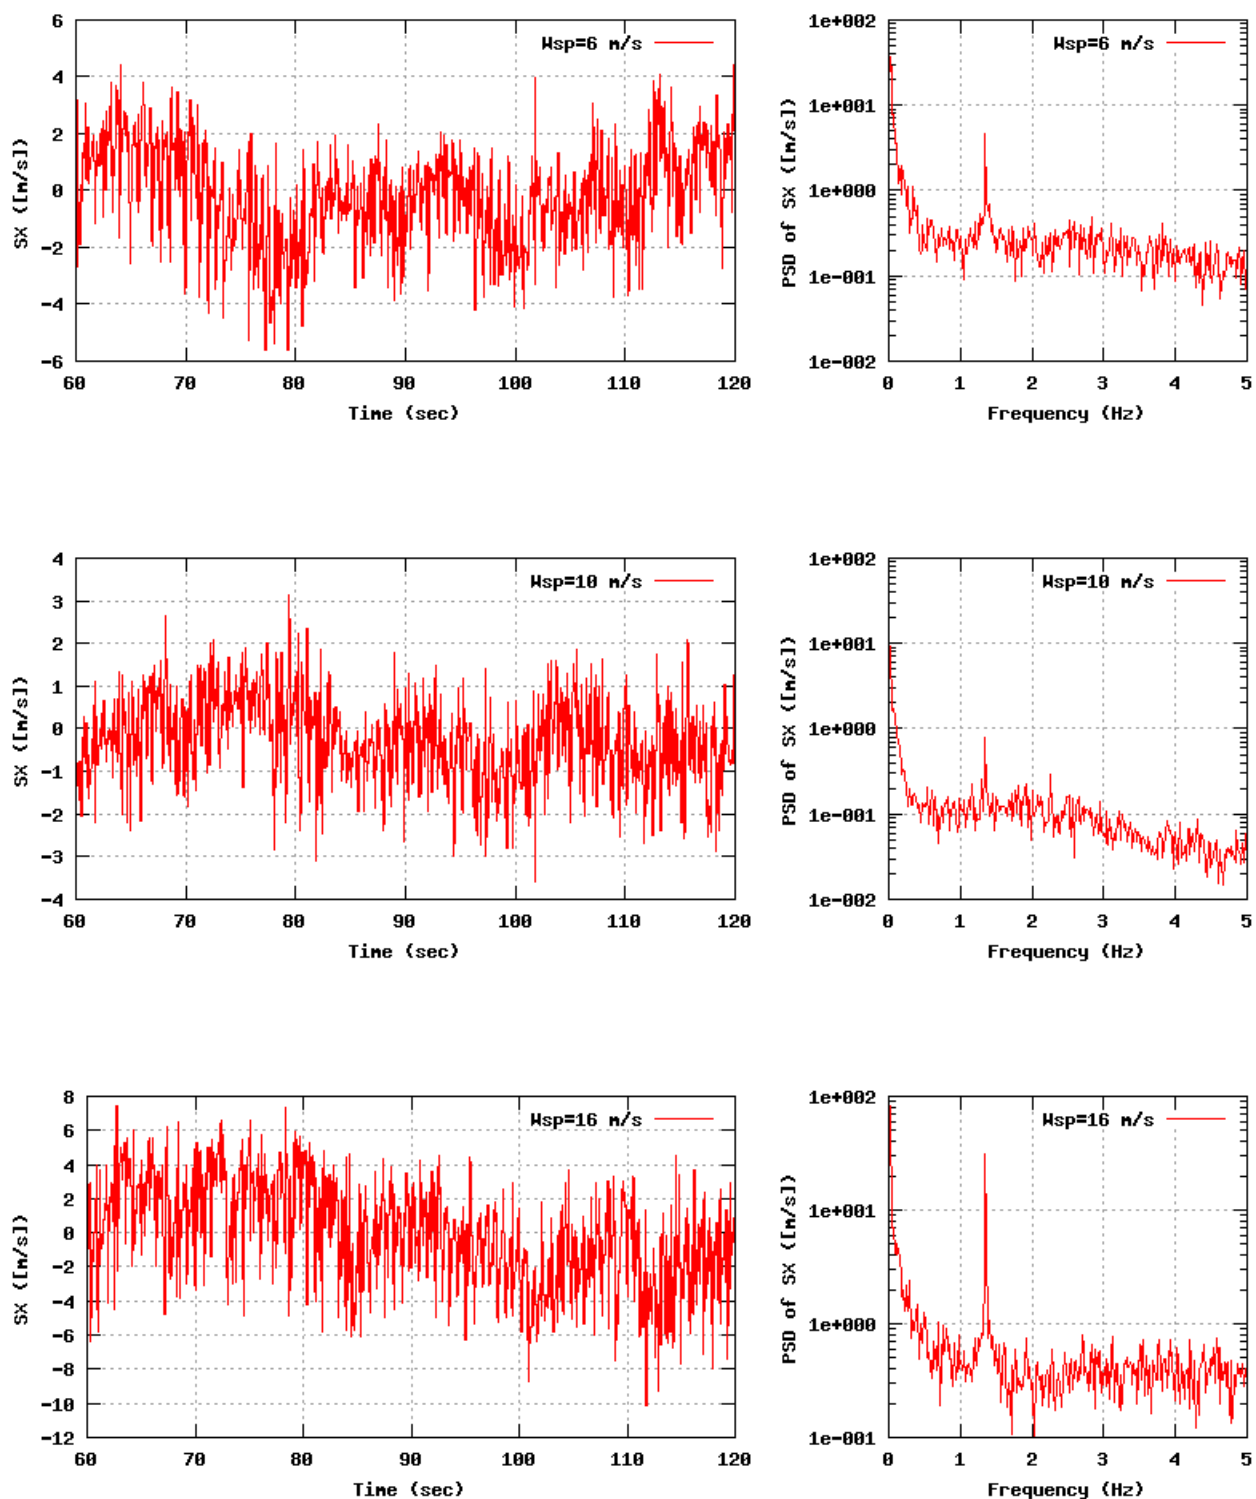 6
4
2
0
-2
-4
-6
SX ([m/s])
Wsp=6 m/s
60 70 80 90 100 110 120
Time (sec)
1e+002
1e+001
1e+000
1e-001
1e-002
PSD of SX ([m/s])
Wsp=6 m/s
0 1 2 3 4 5
Frequency (Hz)
4
3
2
1
0
-1
-2
-3
-4
SX ([m/s])
Wsp=10 m/s
60 70 80 90 100 110 120
Time (sec)
1e+002
1e+001
1e+000
1e-001
1e-002
PSD of SX ([m/s])
Wsp=10 m/s
0 1 2 3 4 5
Frequency (Hz)
8
6
4
2
0
-2
-4
-6
-8
-10
-12
SX ([m/s])
Wsp=16 m/s
60 70 80 90 100 110 120
Time (sec)
1e+002
1e+001
1e+000
1e-001
PSD of SX ([m/s])
Wsp=16 m/s
0 1 2 3 4 5
Frequency (Hz)